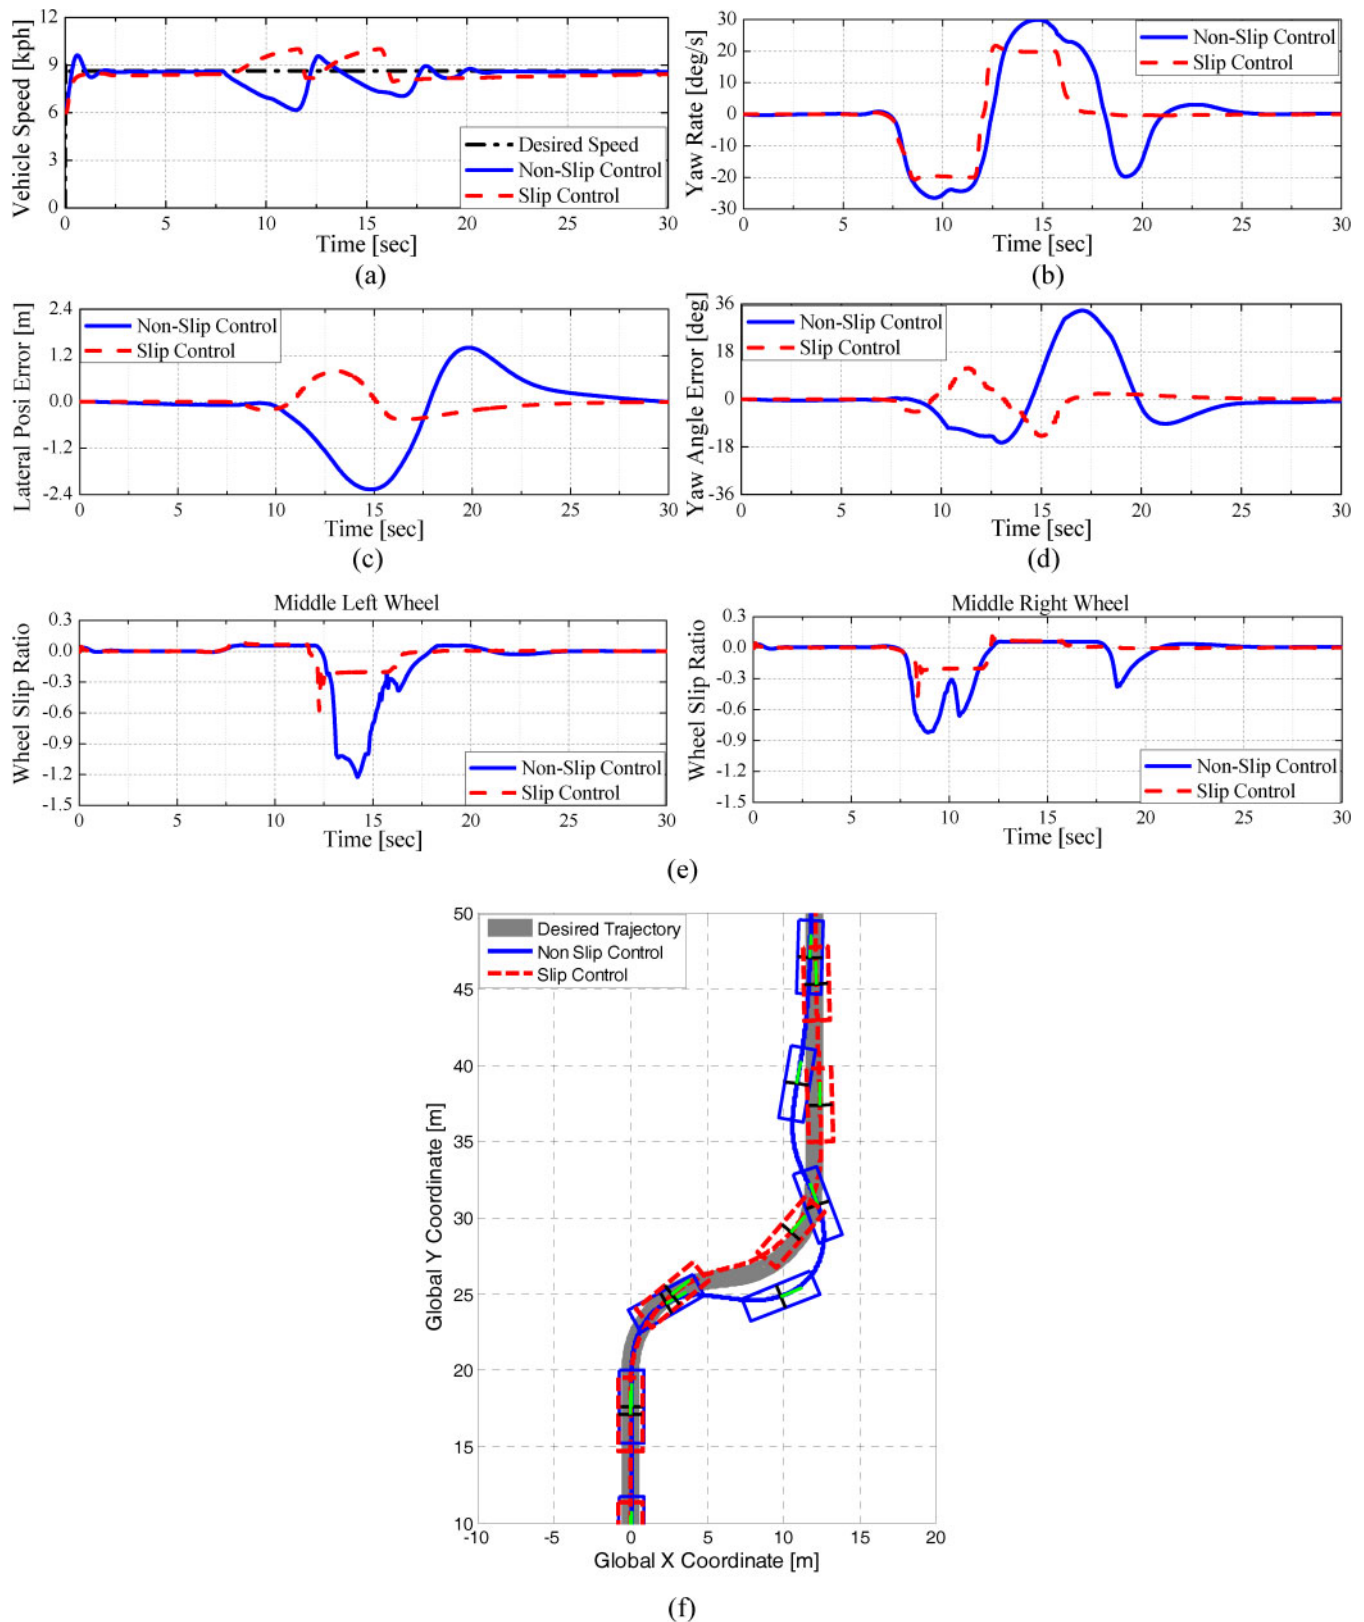 Vehicle Speed [kph]
12
9
6
3
0
Desired Speed
Non-Slip Control
Slip Control
0 5 10 15 20 25 30
Time [sec]
(a)
Yaw Rate [deg/s]
30
20
10
0
-10
-20
-30
Non-Slip Control
Slip Control
0 5 10 15 20 25 30
Time [sec]
(b)
Lateral Posi Error [m]
2.4
1.2
0.0
-1.2
-2.4
Non-Slip Control
Slip Control
0 5 10 15 20 25 30
Time [sec]
(c)
Yaw Angle Error [deg]
36
18
0
-18
-36
Non-Slip Control
Slip Control
0 5 10 15 20 25 30
Time [sec]
(d)
Middle Left Wheel
Wheel Slip Ratio
0.3
0.0
-0.3
-0.6
-0.9
-1.2
-1.5
Non-Slip Control
Slip Control
0 5 10 15 20 25 30
Time [sec]
Middle Right Wheel
Wheel Slip Ratio
0.3
0.0
-0.3
-0.6
-0.9
-1.2
-1.5
Non-Slip Control
Slip Control
0 5 10 15 20 25 30
Time [sec]
(e)
Global Y Coordinate [m]
50
45
40
35
30
25
20
15
10
Desired Trajectory
Non Slip Control
Slip Control
-10 -5 0 5 10 15 20
Global X Coordinate [m]
(f)